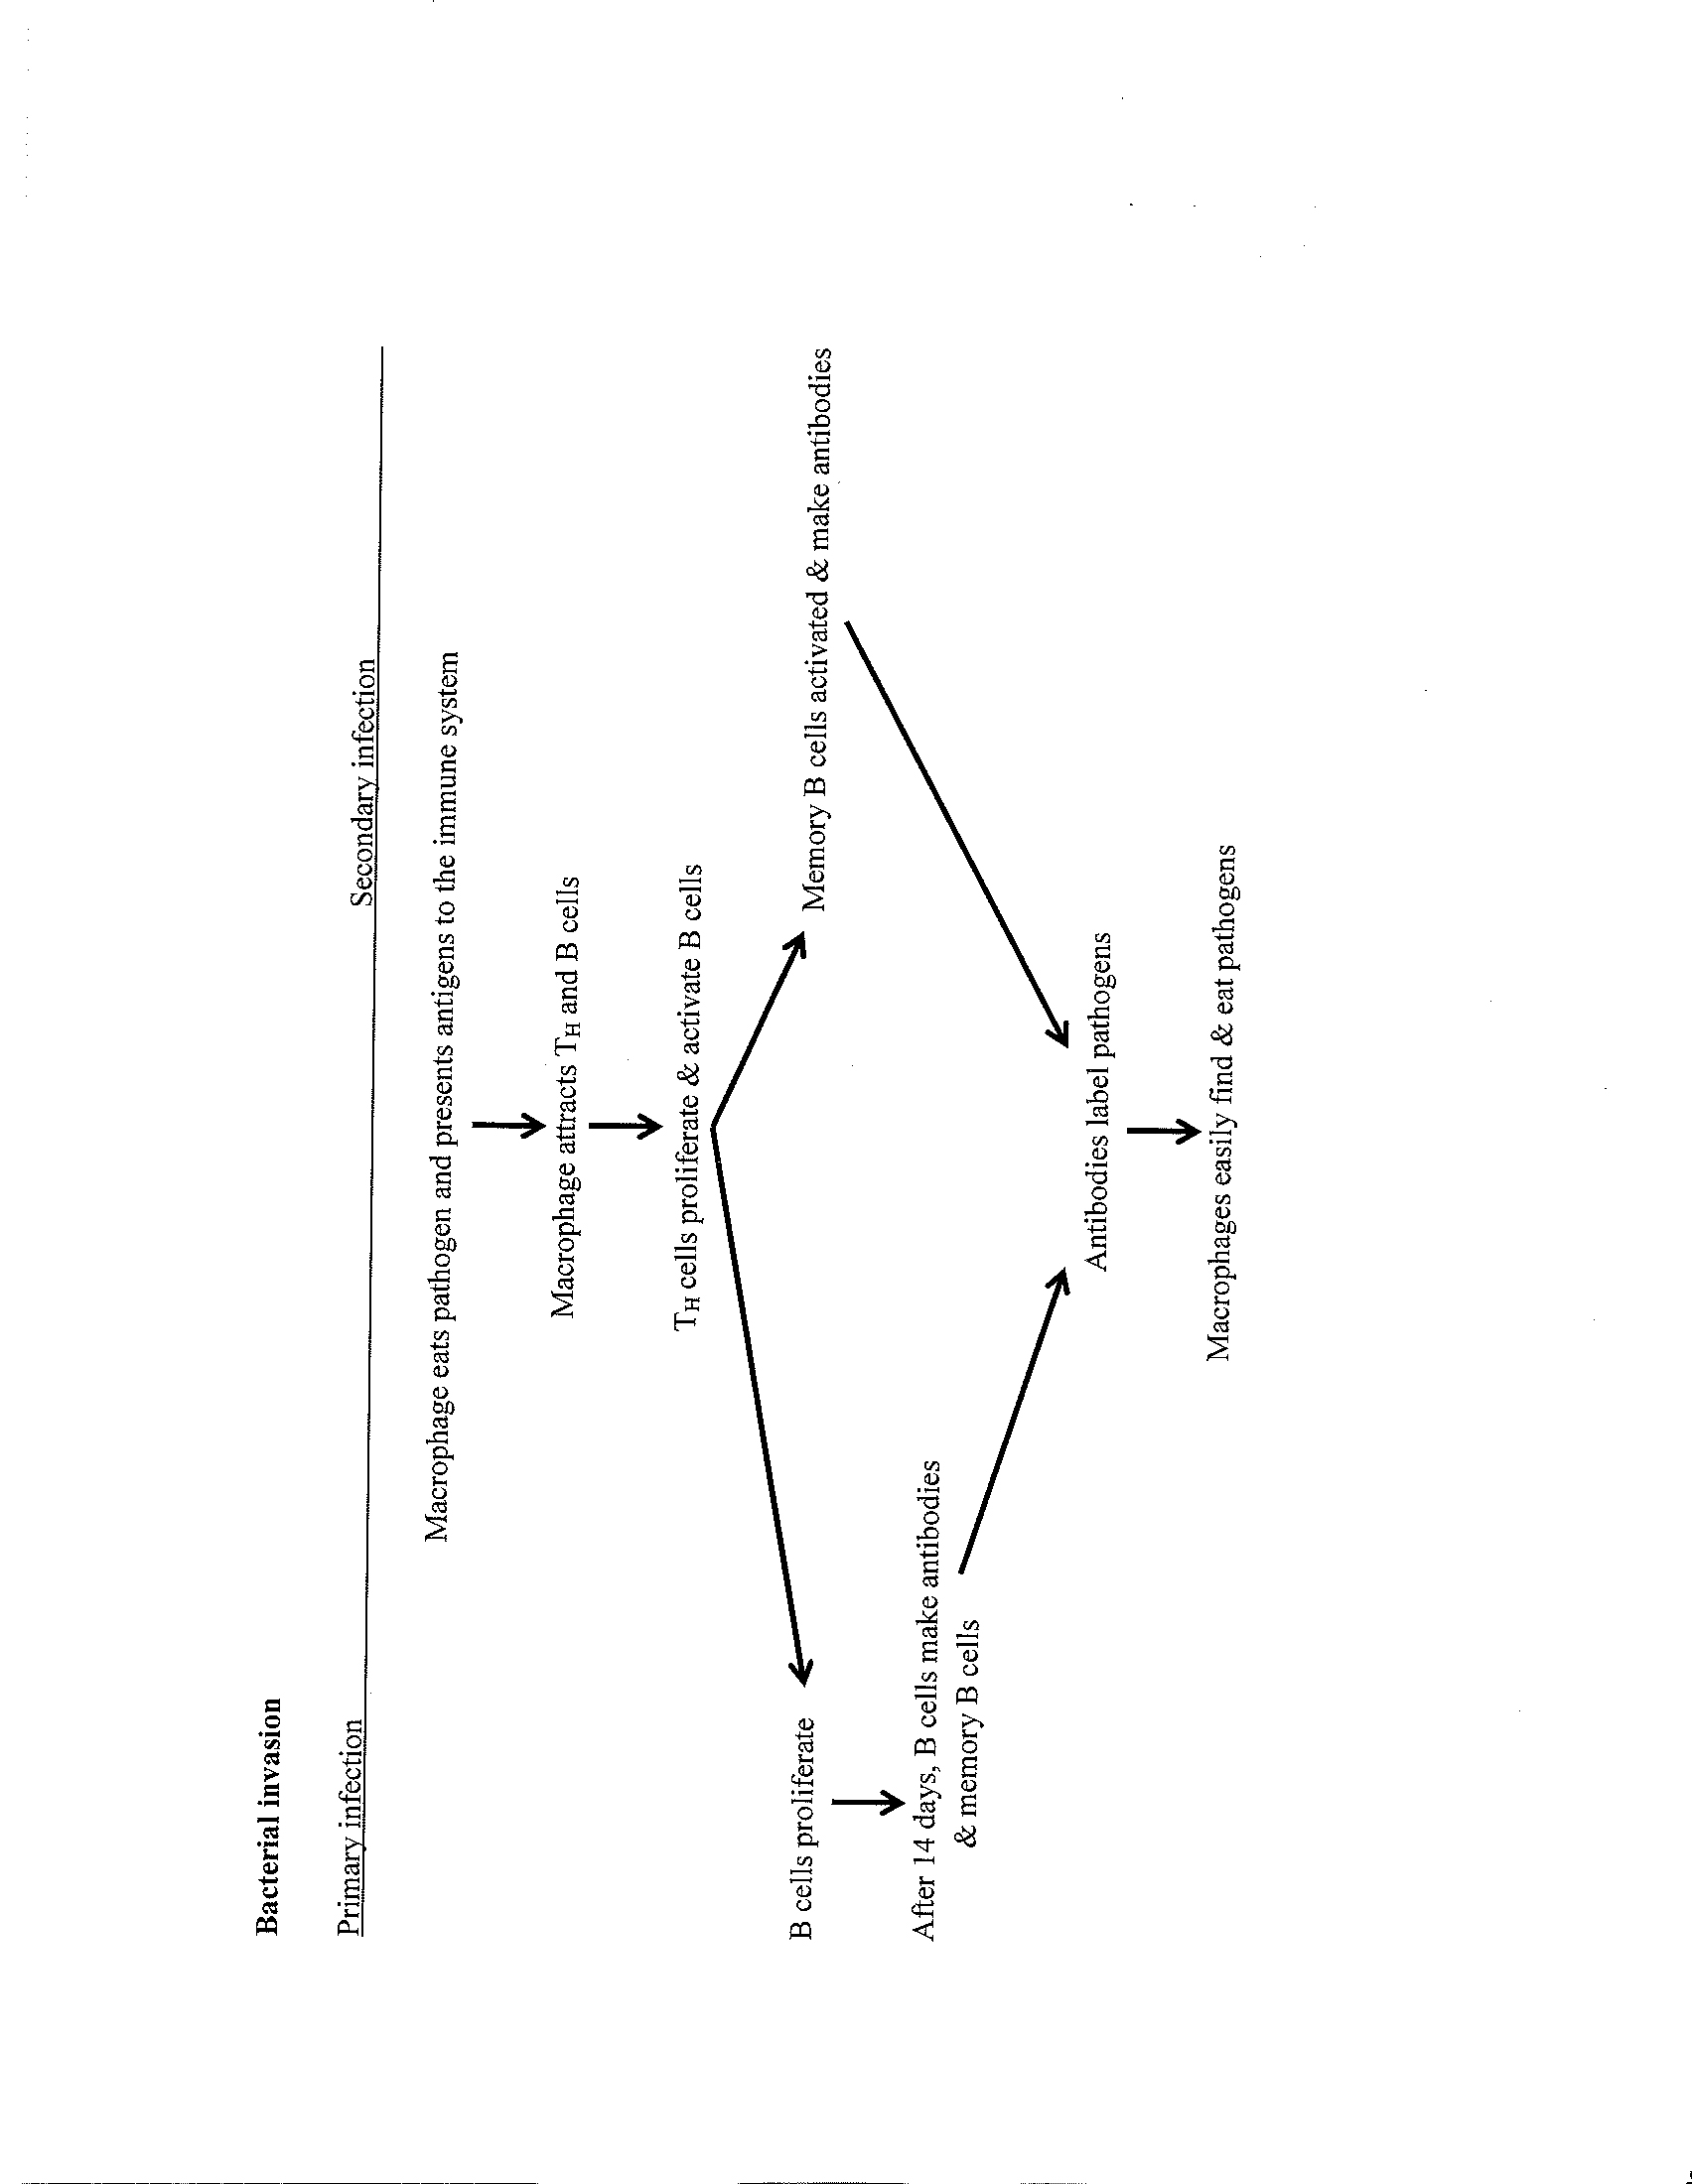 Bacterial invasion
Primary infection
Secondary infection
Macrophage eats pathogen and presents antigens to the immune system
Macrophage attracts TH and B cells
TH cells proliferate & activate B cells
B cells proliferate
Memory B cells activated & make antibodies
After 14 days, B cells make antibodies
& memory B cells
Antibodies label pathogens
Macrophages easily find & eat pathogens